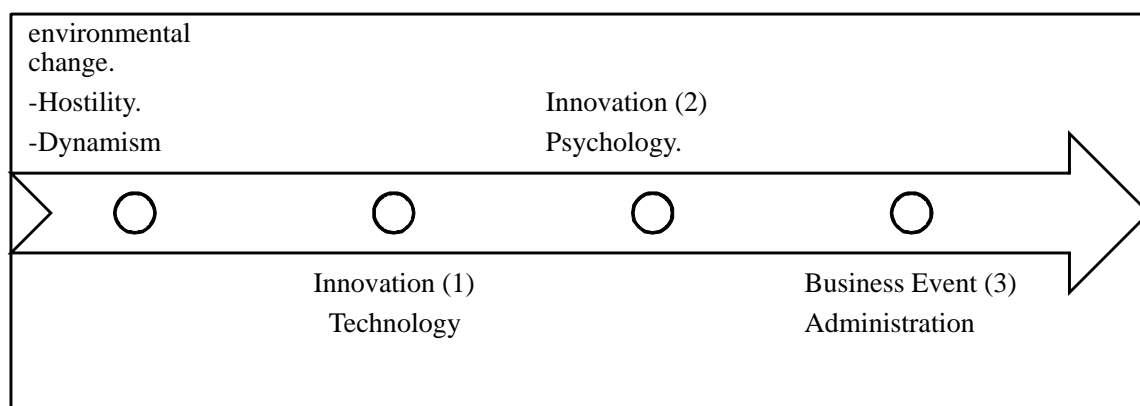 environmental
change.
-Hostility.
-Dynamism
Innovation (2)
Psychology.
Innovation (1)
Technology
Business Event (3)
Administration